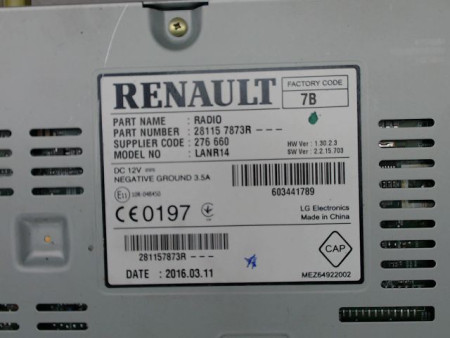 RENAULT
FACTORY CODE
7B
PART NAME : RADIO
PART NUMBER : 28115 7873R - - -
SUPPLIER CODE : 276 660
MODEL NO : LANR14
HW Ver : 1.30.2.3
SW Ver : 2.2.15.703
DC 12V
NEGATIVE GROUND 3.5A
603441789
E11
CE0197
LG Electronics
Made in China
281157873R - - -
CAP
DATE : 2016.03.11
MEZ64922002